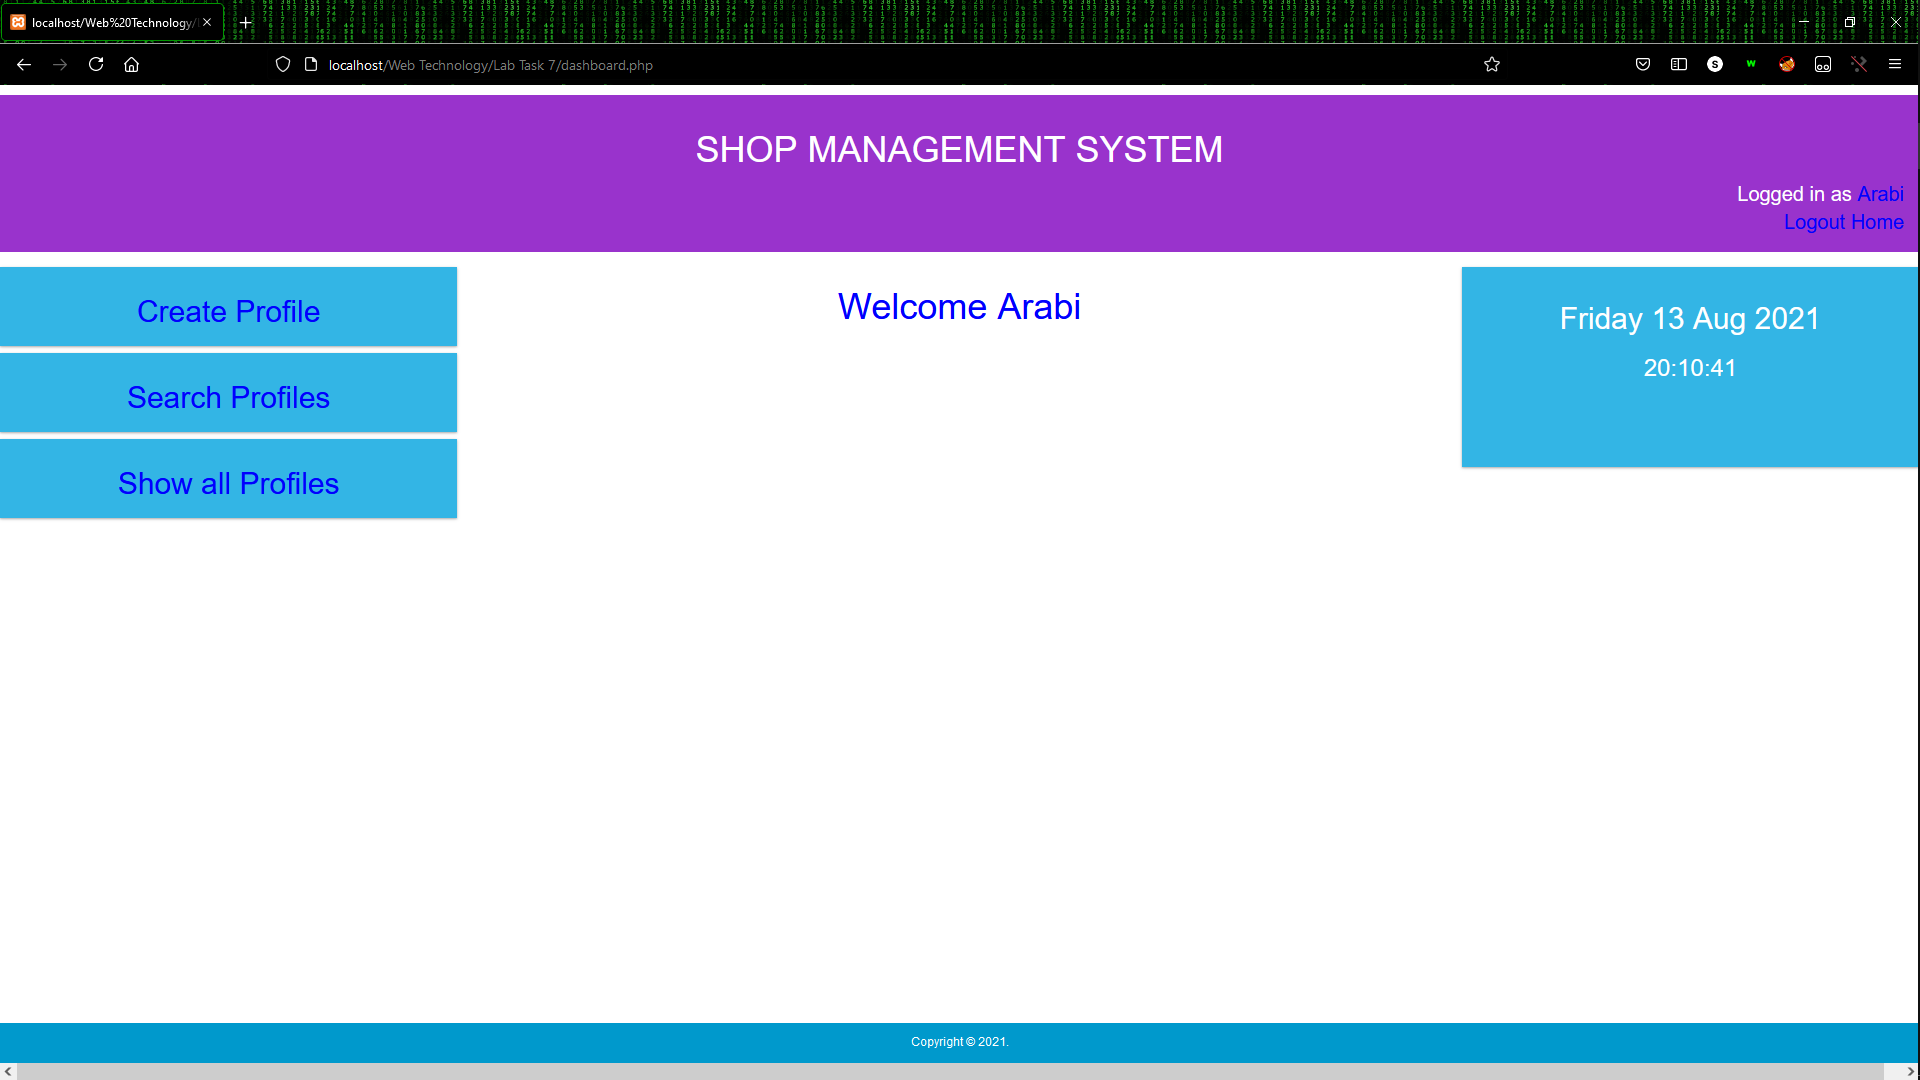 localhost/Web%20Technology/
localhost/Web Technology/Lab Task 7/dashboard.php
SHOP MANAGEMENT SYSTEM
Logged in as Arabi
Logout Home
Create Profile
Search Profiles
Show all Profiles
Welcome Arabi
Friday 13 Aug 2021
20:10:41
Copyright © 2021.